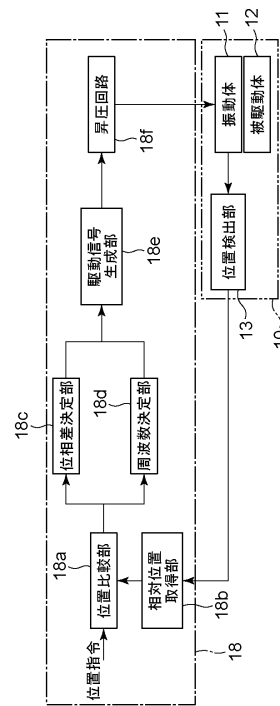 位置指令
位置比較部
18a
相対位置
取得部
18b
位相差決定部
18c
周波数決定部
18d
駆動信号
生成部
18e
昇圧回路
18f
18
振動体
11
被駆動体
12
位置検出部
13
10